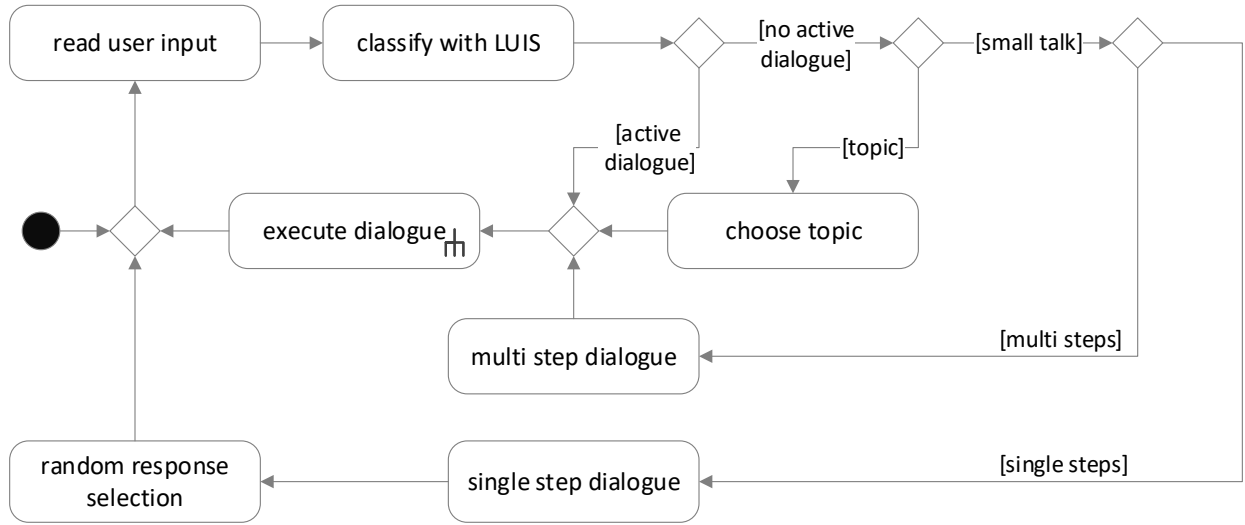 read user input
classify with LUIS
[no active
dialogue]
[small talk]
[active
dialogue]
[topic]
execute dialogue
choose topic
multi step dialogue
[multi steps]
random response
selection
single step dialogue
[single steps]